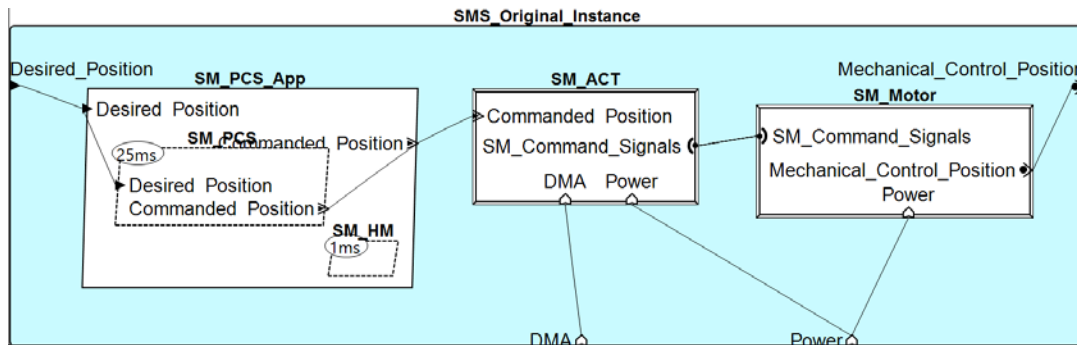 SMS_Original_Instance
Desired_Position
SM_PCS_App
SM_ACT
Mechanical_Control_Position
SM_Motor
Desired Position
Commanded Position
SM_PCS
Commanded Position
25ms
Desired Position
Commanded Position
SM_HM
1ms
SM_Command_Signals
DMA Power
SM_Command_Signals
Mechanical_Control_Position
Power
DMA
Power